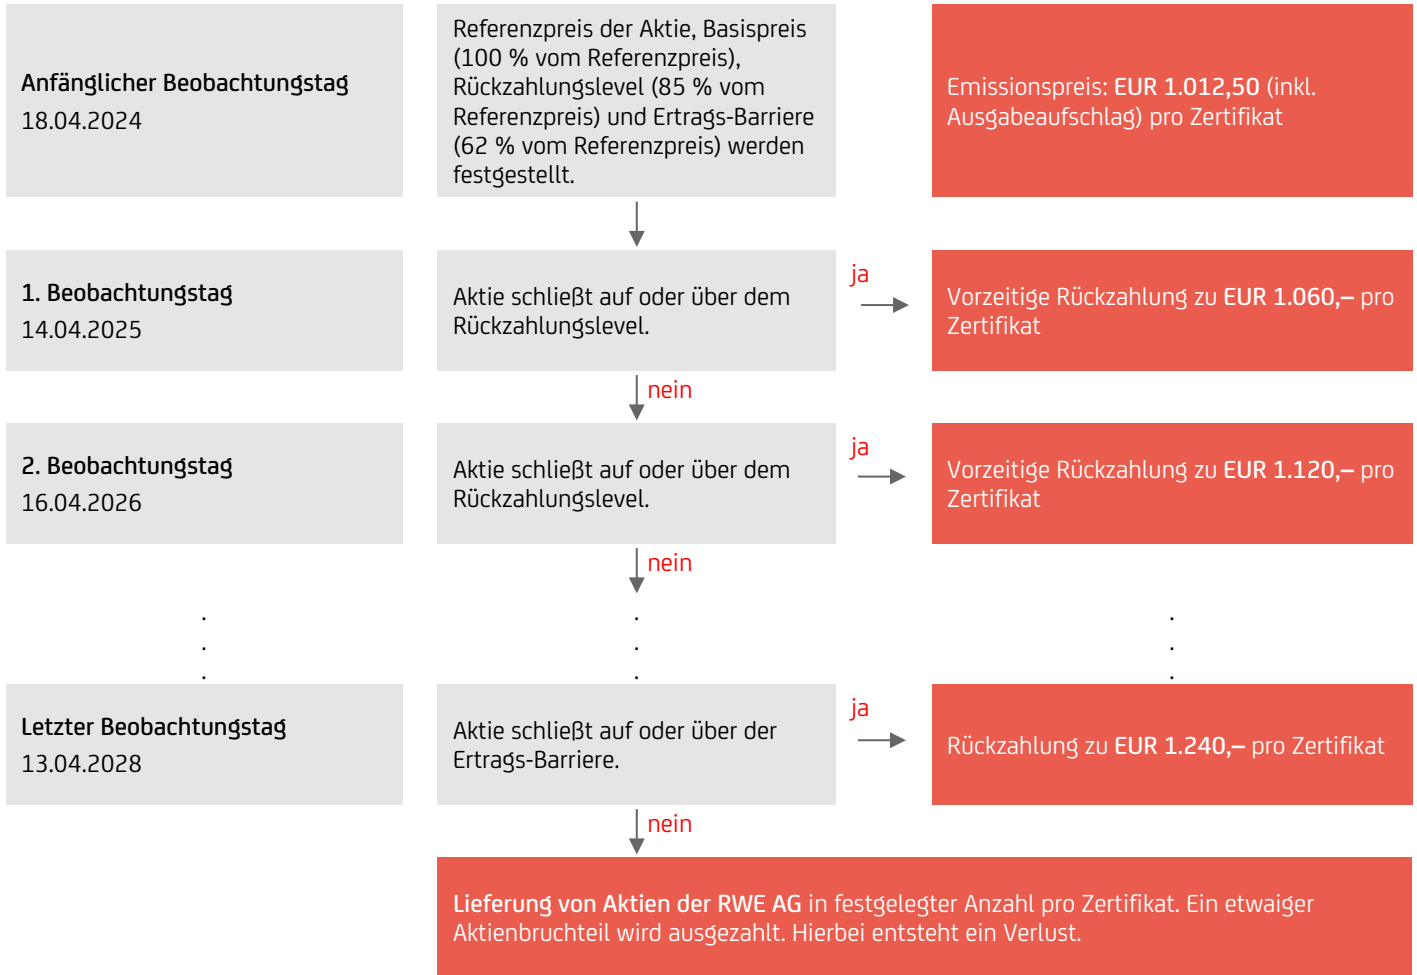 Anfänglicher Beobachtungstag
18.04.2024
Referenzpreis der Aktie, Basispreis
(100 % vom Referenzpreis),
Rückzahlungslevel (85 % vom
Referenzpreis) und Ertrags-Barriere
(62 % vom Referenzpreis) werden
festgestellt.
Emissionspreis: EUR 1.012,50 (inkl.
Ausgabeaufschlag) pro Zertifikat
1. Beobachtungstag
14.04.2025
Aktie schließt auf oder über dem
Rückzahlungslevel.
ja
Vorzeitige Rückzahlung zu EUR 1.060,– pro
Zertifikat
nein
2. Beobachtungstag
16.04.2026
Aktie schließt auf oder über dem
Rückzahlungslevel.
ja
Vorzeitige Rückzahlung zu EUR 1.120,– pro
Zertifikat
nein
. . .
. . .
. . .
Letzter Beobachtungstag
13.04.2028
Aktie schließt auf oder über der
Ertrags-Barriere.
ja
Rückzahlung zu EUR 1.240,– pro Zertifikat
nein
Lieferung von Aktien der RWE AG in festgelegter Anzahl pro Zertifikat. Ein etwaiger
Aktienbruchteil wird ausgezahlt. Hierbei entsteht ein Verlust.